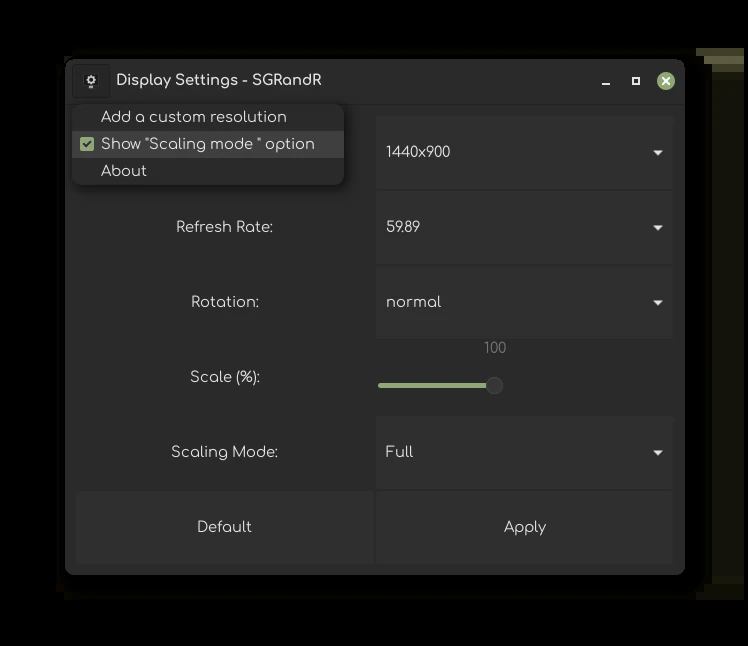 Display Settings - SGRandR
Add a custom resolution
Show "Scaling mode " option
About
1440x900
Refresh Rate:
59.89
Rotation:
normal
100
Scale (%):
Scaling Mode:
Full
Default
Apply